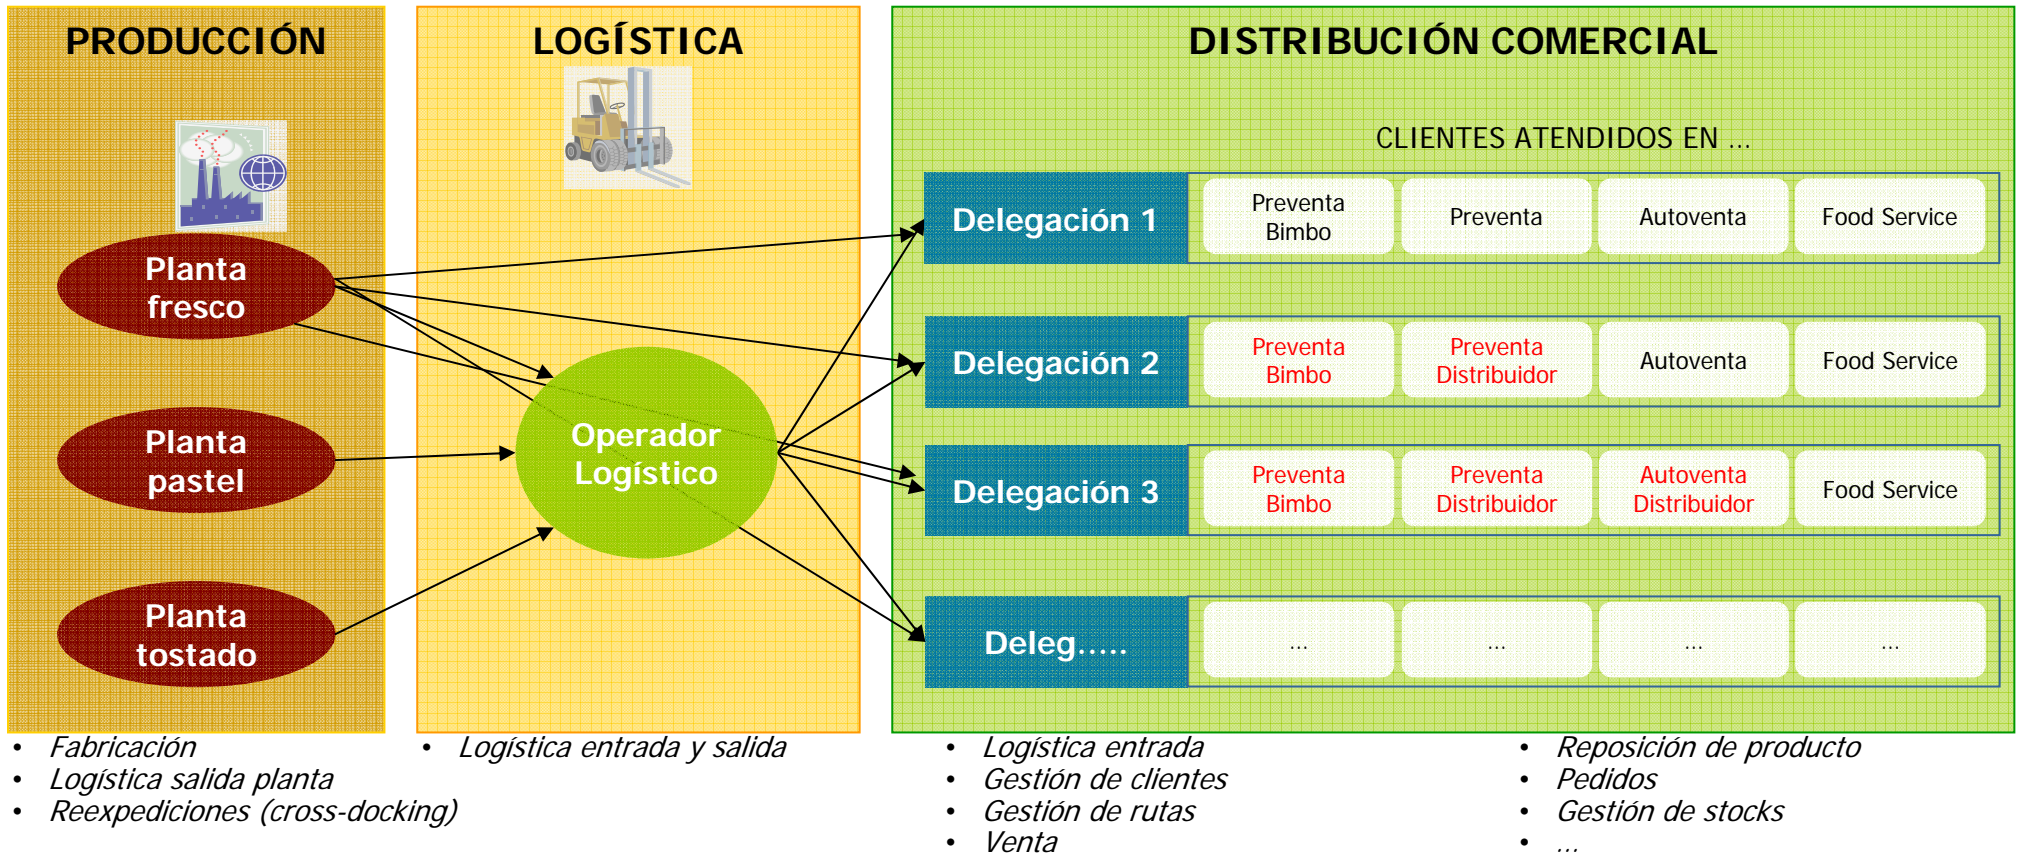 PRODUCCIÓN
Planta
fresco
Planta
pastel
Planta
tostado
• Fabricación
• Logística salida planta
• Reexpediciones (cross-docking)
LOGÍSTICA
Operador
Logístico
• Logística entrada y salida
DISTRIBUCIÓN COMERCIAL
CLIENTES ATENDIDOS EN ...
Delegación 1
Preventa
Bimbo
Preventa
Autoventa
Food Service
Delegación 2
Preventa
Bimbo
Preventa
Distribuidor
Autoventa
Food Service
Delegación 3
Preventa
Bimbo
Preventa
Distribuidor
Autoventa
Distribuidor
Food Service
Deleg.....
...
...
...
...
• Logística entrada
• Gestión de clientes
• Gestión de rutas
• Venta
• Reposición de producto
• Pedidos
• Gestión de stocks
• ...